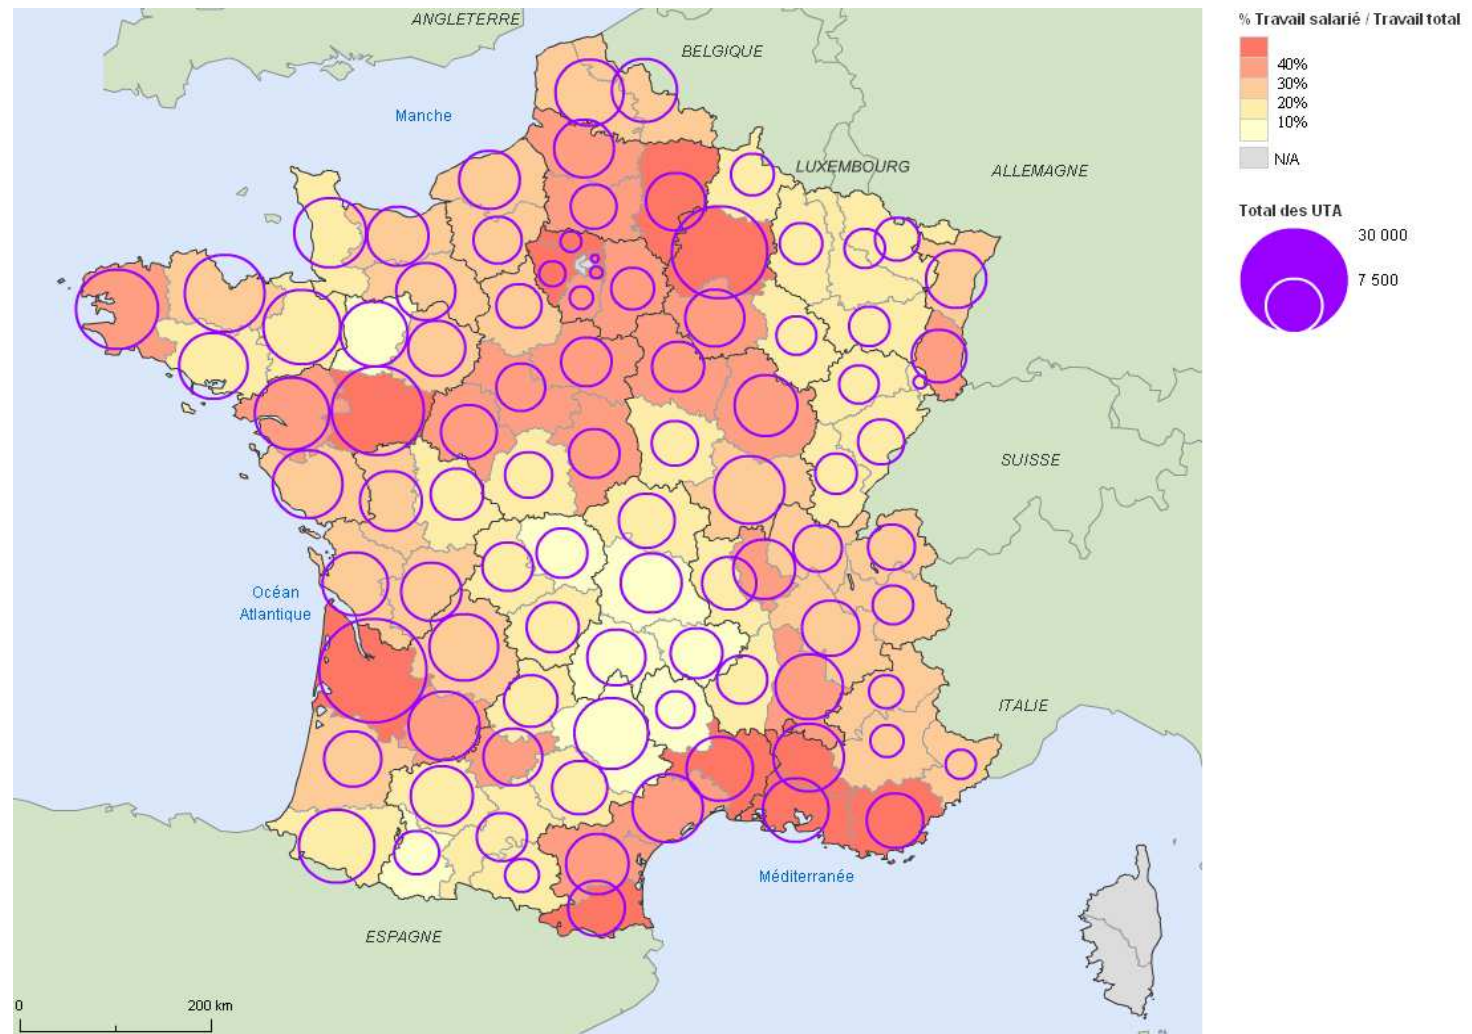 ANGLETERRE
BELGIQUE
Manche
LUXEMBOURG
ALLEMAGNE
SUISSE
Océan
Atlantique
ITALIE
Méditerranée
ESPAGNE
0 200 km
% Travail salarié / Travail total
40%
30%
20%
10%
N/A
Total des UTA
30 000
7 500